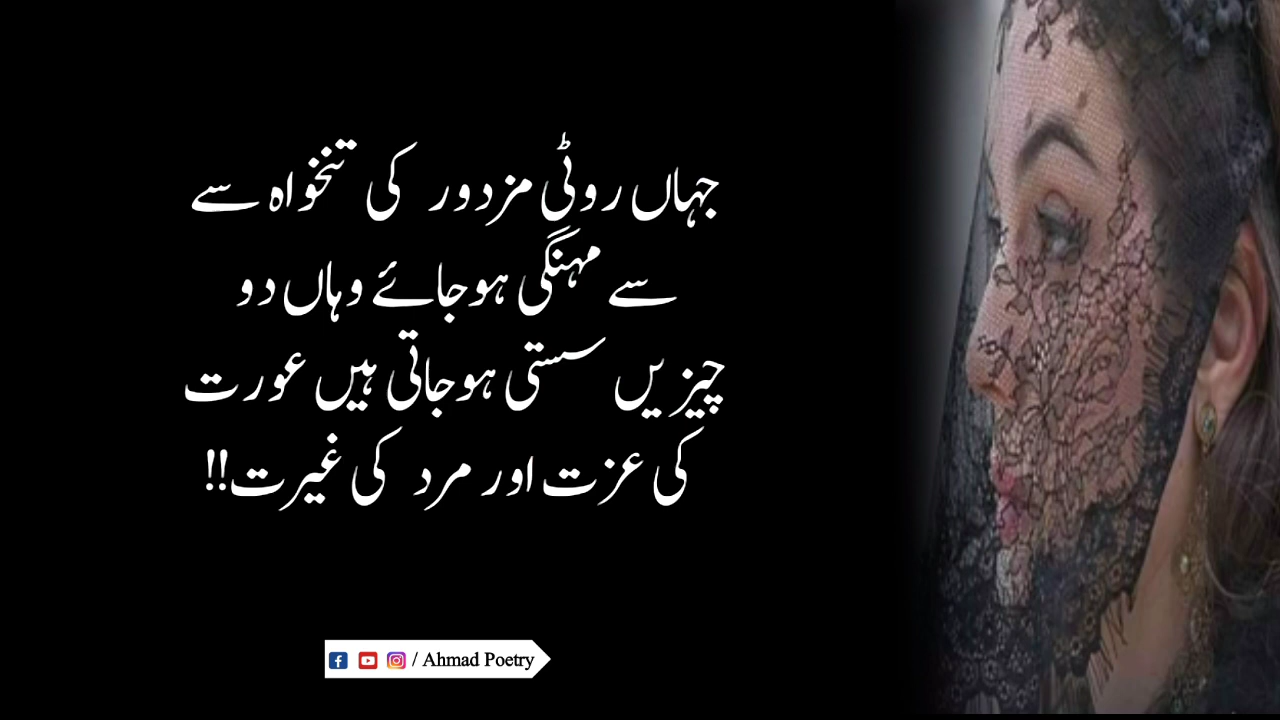 جہاں روٹی مزدور کی تنخواہ سے
سے مہنگی ہوجائے وہاں دو
چیزیں سستی ہوجاتی ہیں عورت
کی عزت اور مرد کی غیرت!!
/ Ahmad Poetry